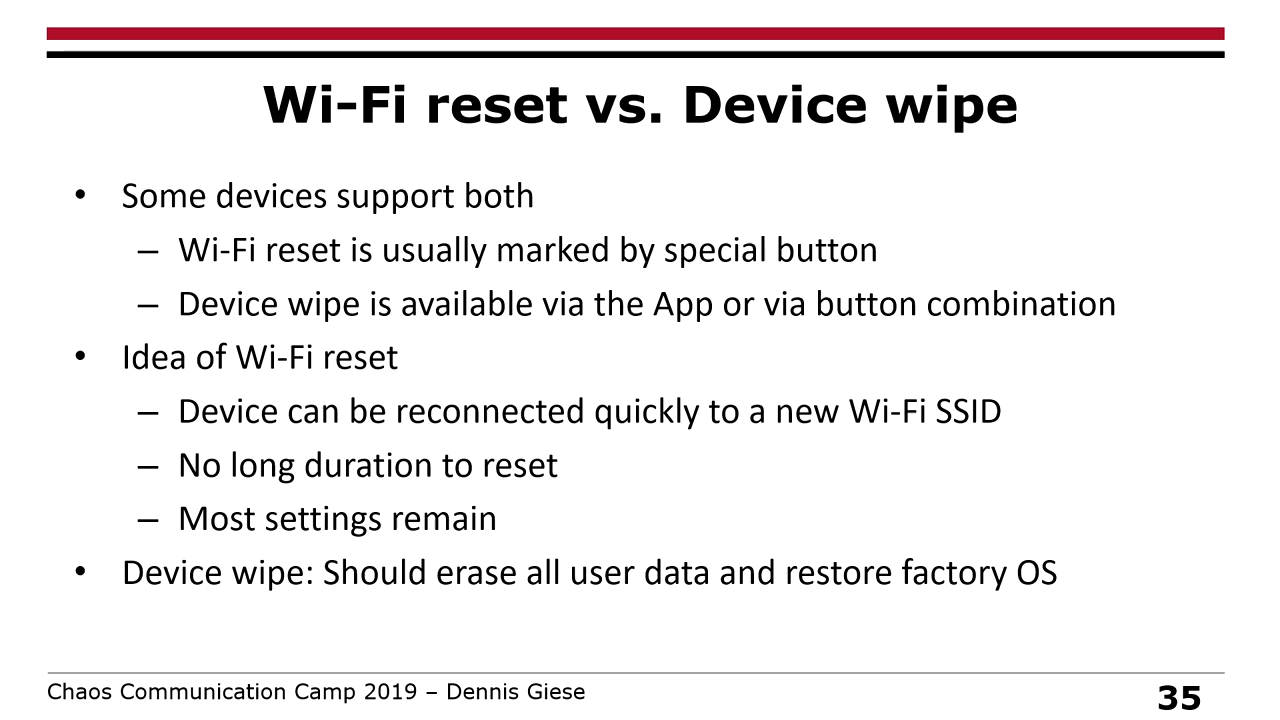 Wi-Fi reset vs. Device wipe
• Some devices support both
– Wi-Fi reset is usually marked by special button
– Device wipe is available via the App or via button combination
• Idea of Wi-Fi reset
– Device can be reconnected quickly to a new Wi-Fi SSID
– No long duration to reset
– Most settings remain
• Device wipe: Should erase all user data and restore factory OS
Chaos Communication Camp 2019 – Dennis Giese
35